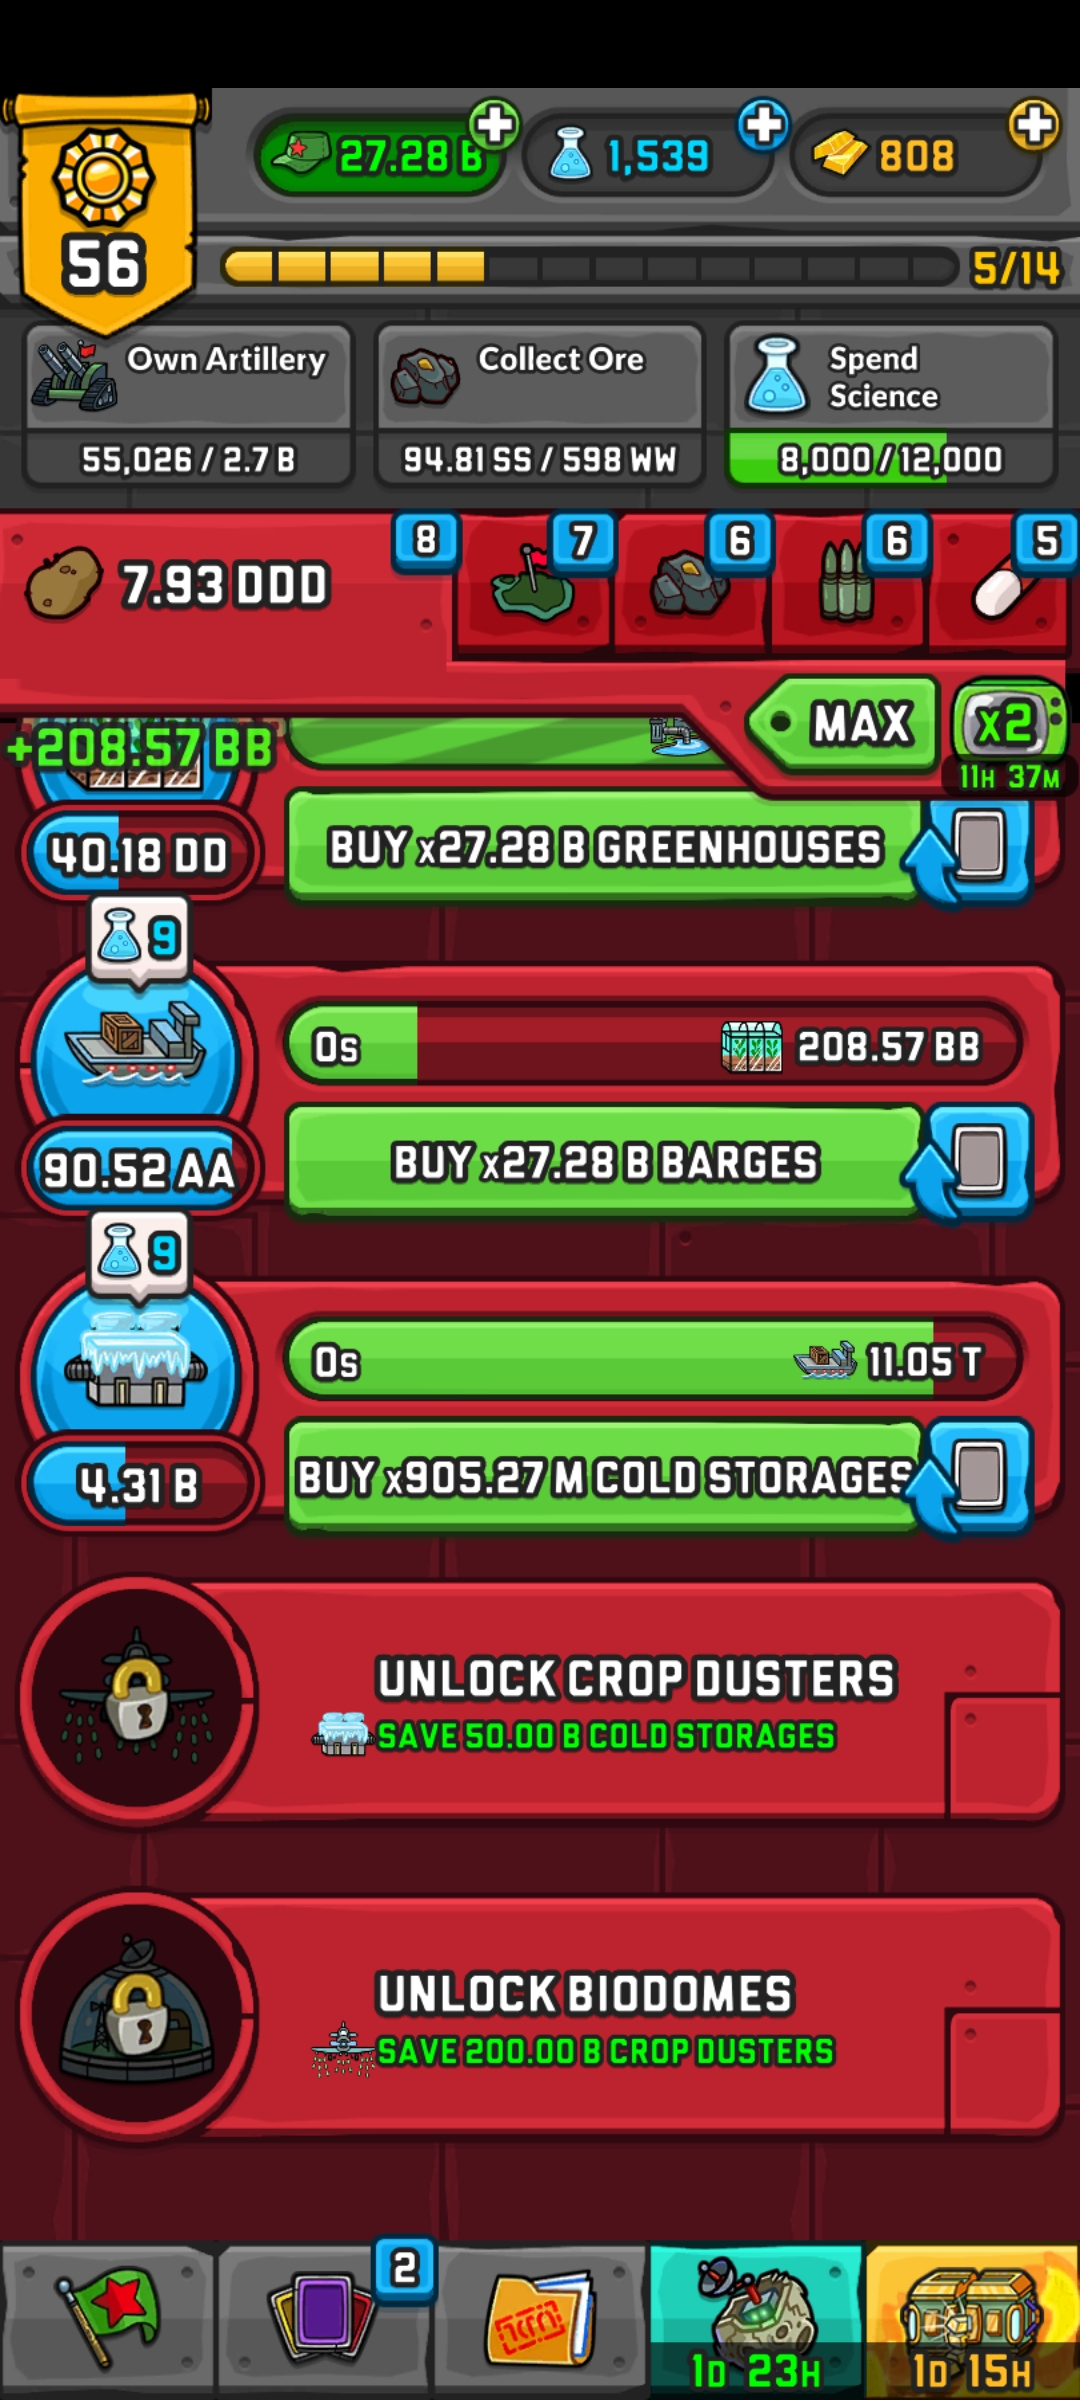 27.28 B
1,539
808
56
5/14
Own Artillery
55,026 / 2.7 B
Collect Ore
94.81 SS / 598 WW
Spend
Science
8,000 / 12,000
7.93 DDD
8
7
6
6
5
+208.57 BB
MAX
x2
11H 37M
40.18 DD
BUY x27.28 B GREENHOUSES
9
0s
208.57 BB
90.52 AA
BUY x27.28 B BARGES
9
0s
11.05 T
4.31 B
BUY x905.27 M COLD STORAGES
UNLOCK CROP DUSTERS
SAVE 50.00 B COLD STORAGES
UNLOCK BIODOMES
SAVE 200.00 B CROP DUSTERS
2
1D 23H
1D 15H